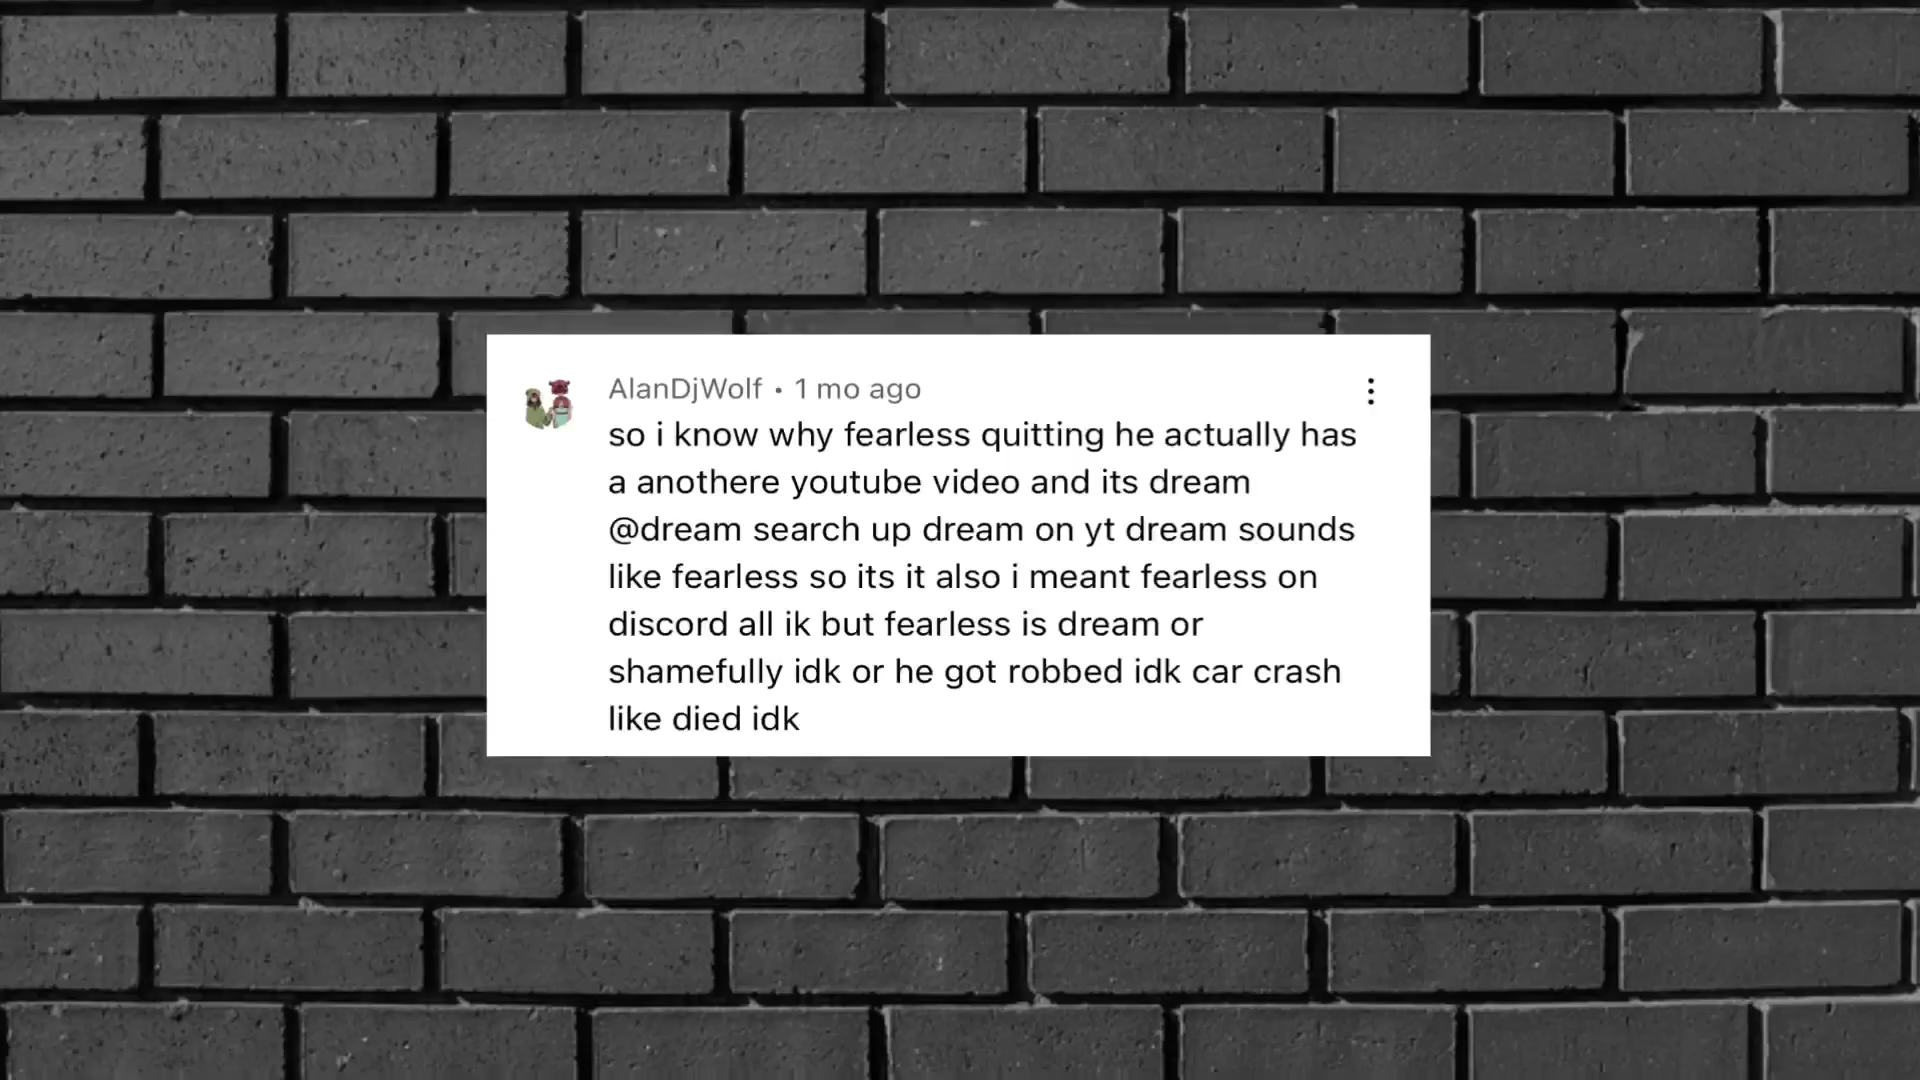 AlanDjWolf • 1 mo ago
so i know why fearless quitting he actually has
a anothere youtube video and its dream
@dream search up dream on yt dream sounds
like fearless so its it also i meant fearless on
discord all ik but fearless is dream or
shamefully idk or he got robbed idk car crash
like died idk